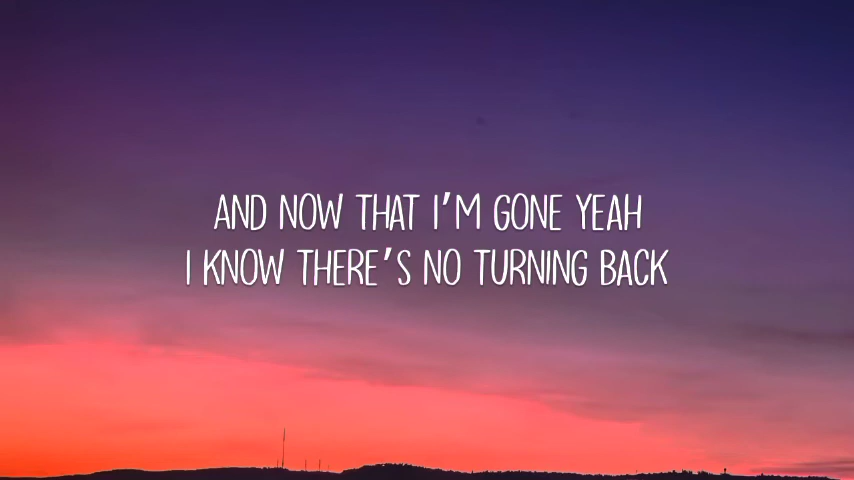 AND NOW THAT I'M GONE YEAH
I KNOW THERE'S NO TURNING BACK